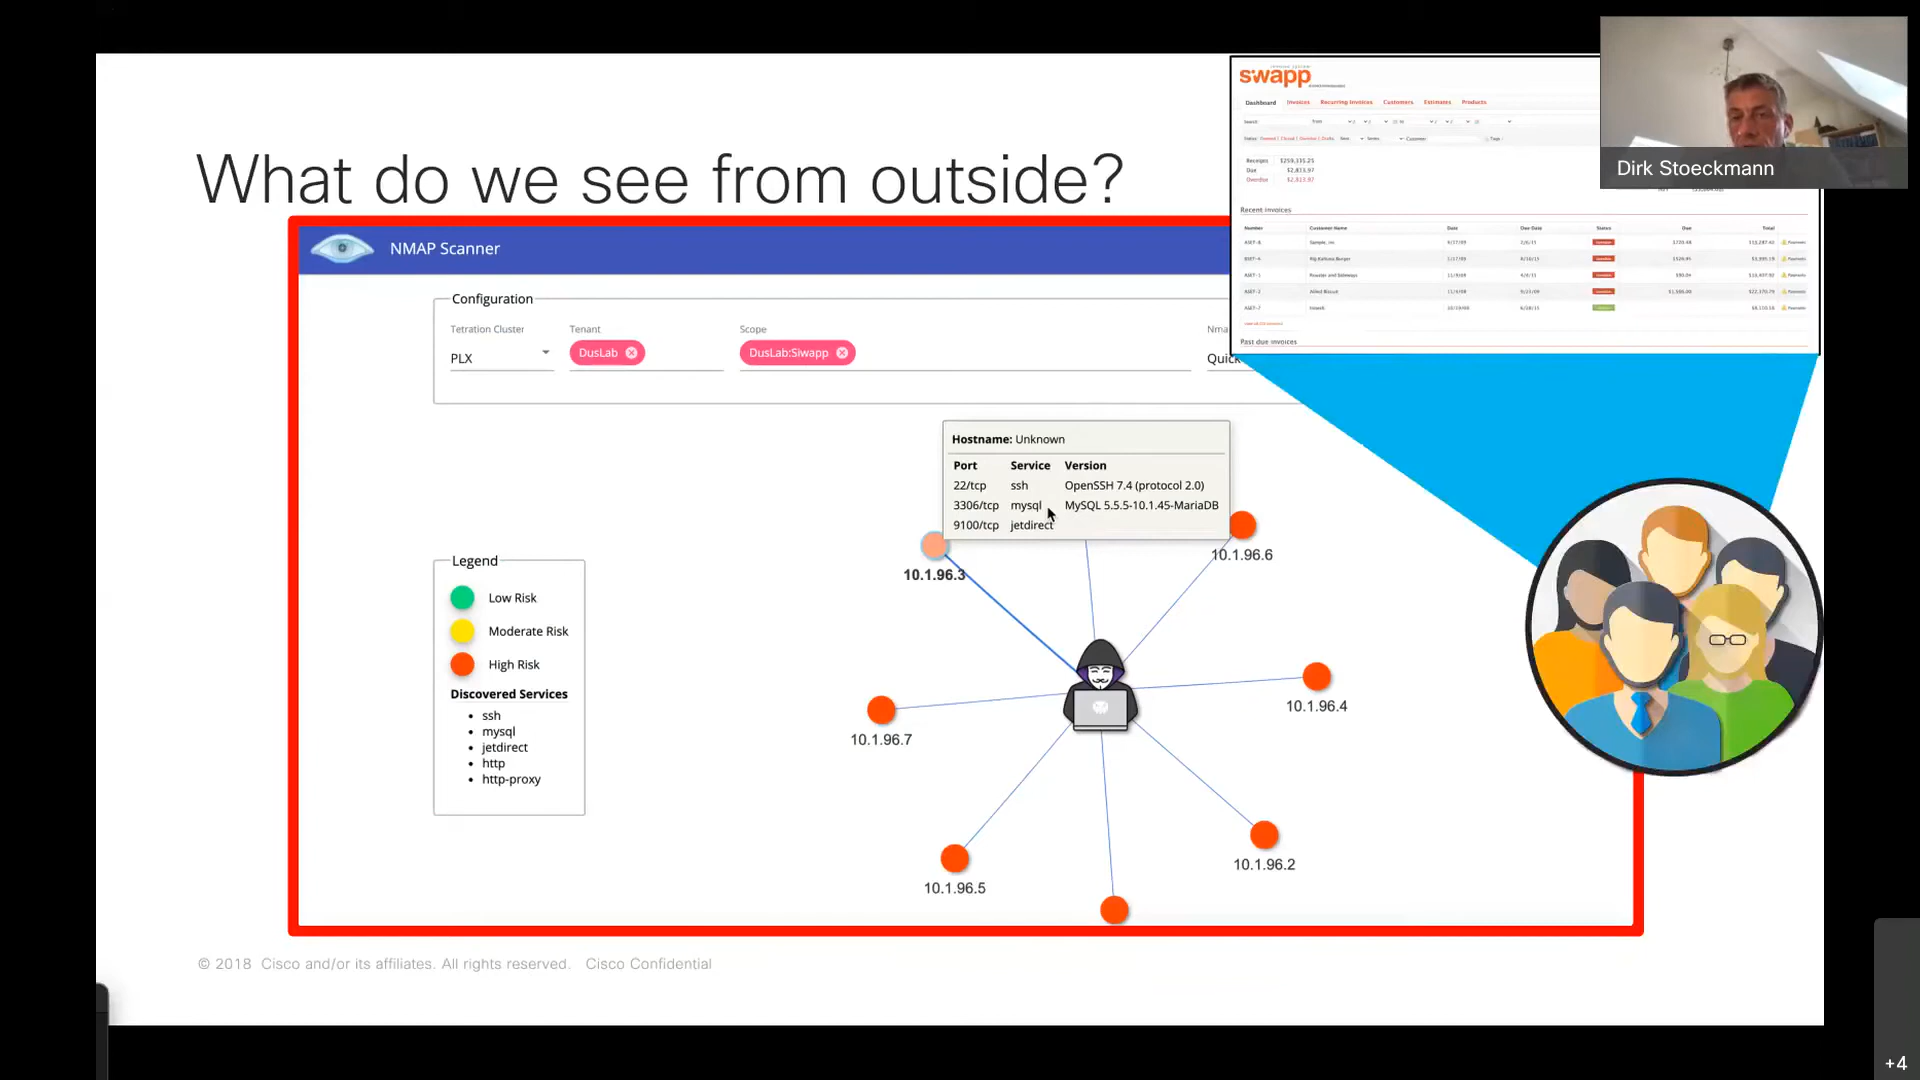 What do we see from outside?
NMAP Scanner
Configuration
Tetration Cluster
Tenant
Scope
Nma
PLX
DusLab
DusLab:Siwapp
Quick
Hostname: Unknown
Port Service Version
22/tcp ssh OpenSSH 7.4 (protocol 2.0)
3306/tcp mysql MySQL 5.5.5-10.1.45-MariaDB
9100/tcp jetdirect
10.1.96.3
10.1.96.6
10.1.96.4
10.1.96.7
10.1.96.2
10.1.96.5
Legend
Low Risk
Moderate Risk
High Risk
Discovered Services
ssh
mysql
jetdirect
http
http-proxy
swapp
Dashboard Invoices Recurring Invoices Customers Estimates Products
Search
Receipts $259,335.25
Due $2,813.97
Overdue $2,813.97
Recent invoices
Number Customer Name Date Due Date Status Due Total
Past due invoices
Dirk Stoeckmann
© 2018 Cisco and/or its affiliates. All rights reserved. Cisco Confidential
+4